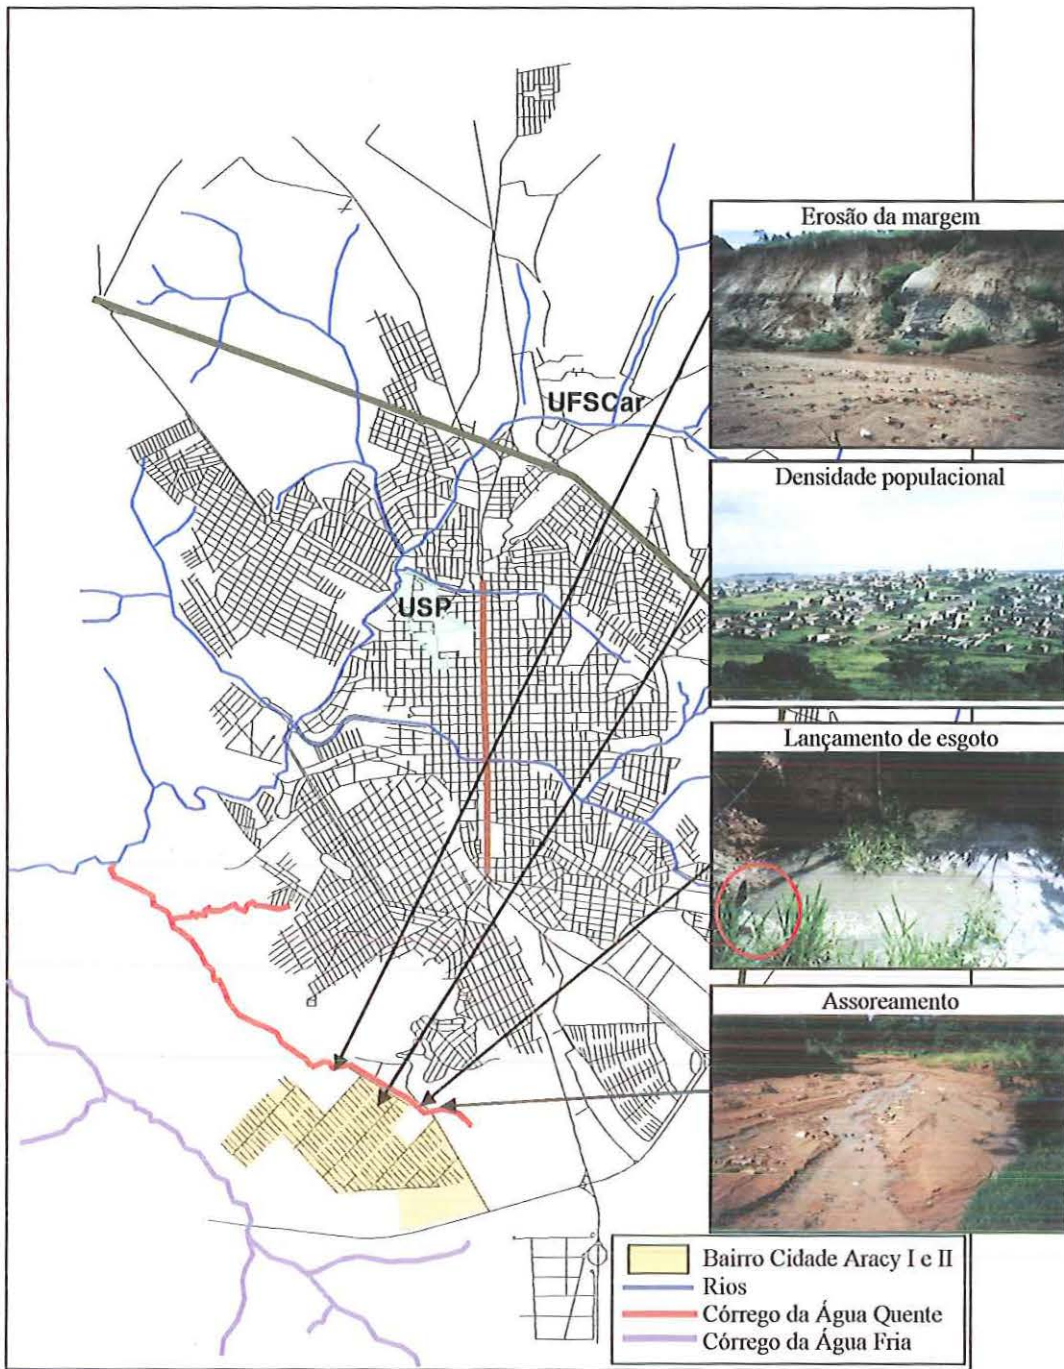 Erosão da margem
UFSCar
Densidade populacional
USP
Lançamento de esgoto
Assoreamento
Bairro Cidade Aracy I e II
Rios
Córrego da Água Quente
Córrego da Água Fria